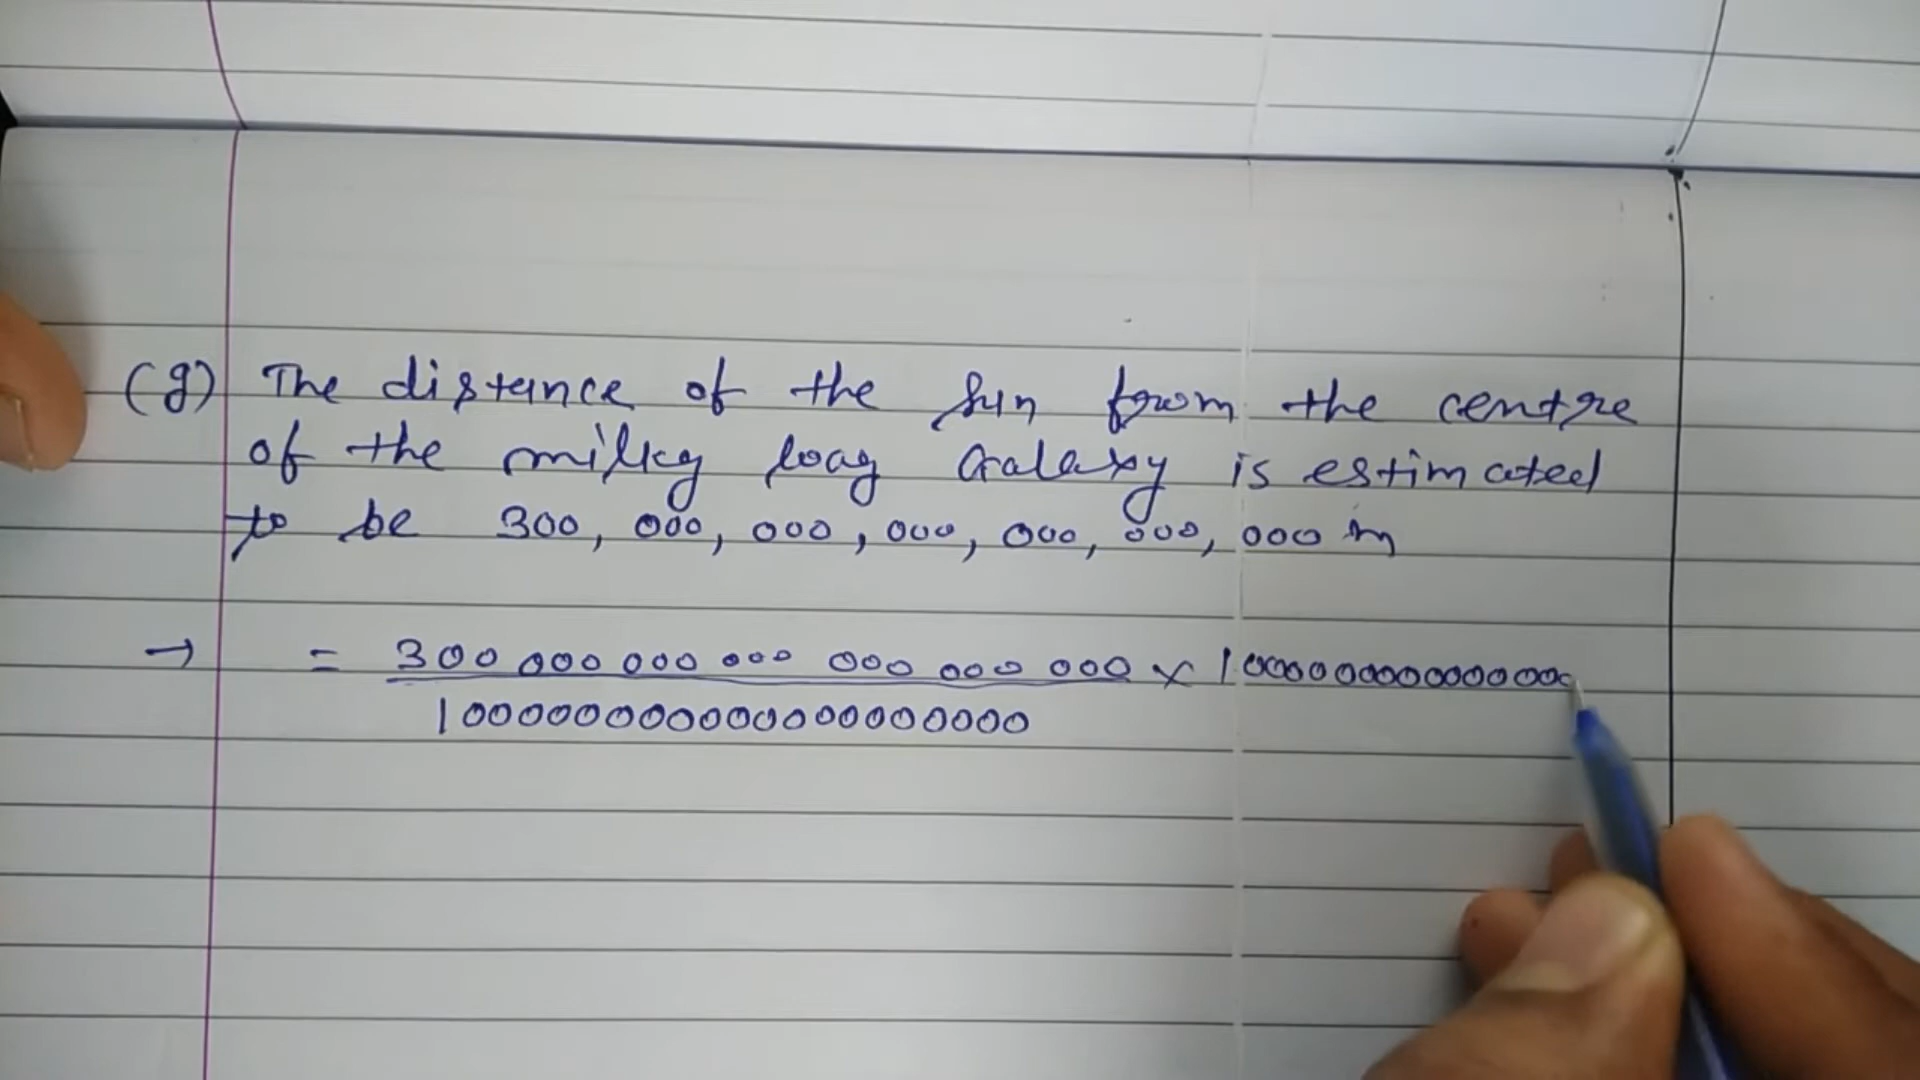 (g) The distance of the Sun from the centre
of the milky way Galaxy is estimated
to be 300, 000, 000, 000, 000, 000, 000 m
→ = 300 000 000 000 000 000 000 × 100000000000000
100000000000000000000